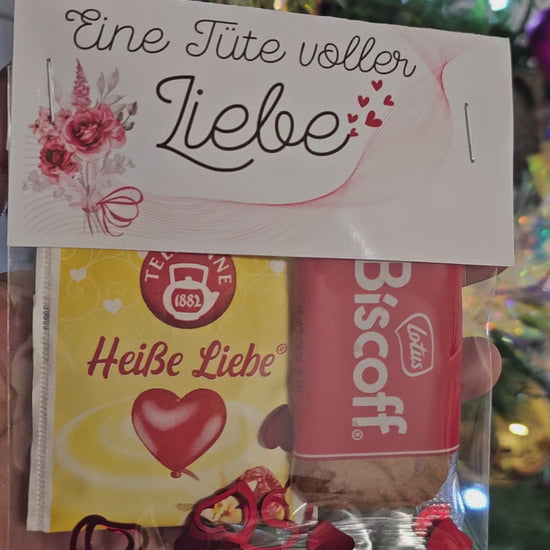 Eine Tüte voller
Liebe
TEEKANNE
1882
Heiße Liebe®
Biscoff®
lotus